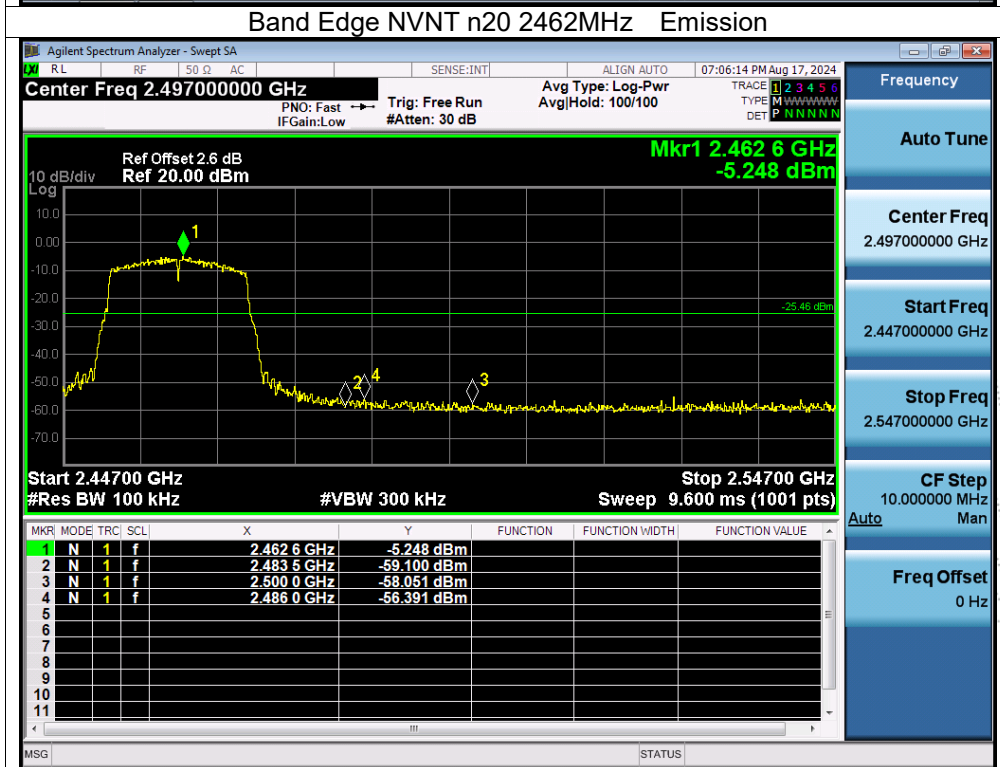 Band Edge NVNT n20 2462MHz    Emission
Agilent Spectrum Analyzer - Swept SA
LXI RL RF 50 Ω AC SENSE:INT ALIGN AUTO 07:06:14 PM Aug 17, 2024
Center Freq 2.497000000 GHz
PNO: Fast
IFGain:Low
Trig: Free Run
#Atten: 30 dB
Avg Type: Log-Pwr
Avg|Hold: 100/100
TRACE 1 2 3 4 5 6
TYPE M WWWWW
DET P N N N N N
Mkr1 2.462 6 GHz
-5.248 dBm
Ref Offset 2.6 dB
10 dB/div Ref 20.00 dBm
Log
10.0
0.00
-10.0
-20.0
-30.0
-40.0
-50.0
-60.0
-70.0
1
2
4
3
-25.46 dBm
Start 2.44700 GHz Stop 2.54700 GHz
#Res BW 100 kHz #VBW 300 kHz Sweep 9.600 ms (1001 pts)
MKR MODE TRC SCL X Y FUNCTION FUNCTION WIDTH FUNCTION VALUE
1 N 1 f 2.462 6 GHz -5.248 dBm
2 N 1 f 2.483 5 GHz -59.100 dBm
3 N 1 f 2.500 0 GHz -58.051 dBm
4 N 1 f 2.486 0 GHz -56.391 dBm
5
6
7
8
9
10
11
MSG STATUS
Frequency
Auto Tune
Center Freq
2.497000000 GHz
Start Freq
2.447000000 GHz
Stop Freq
2.547000000 GHz
CF Step
10.000000 MHz
Auto Man
Freq Offset
0 Hz